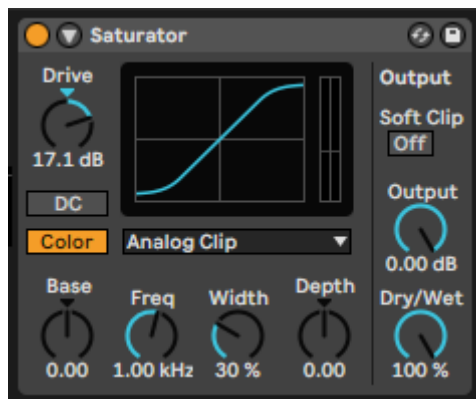 Saturator
Drive
17.1 dB
DC
Color
Analog Clip
Base
0.00
Freq
1.00 kHz
Width
30 %
Depth
0.00
Output
Soft Clip
Off
Output
0.00 dB
Dry/Wet
100 %